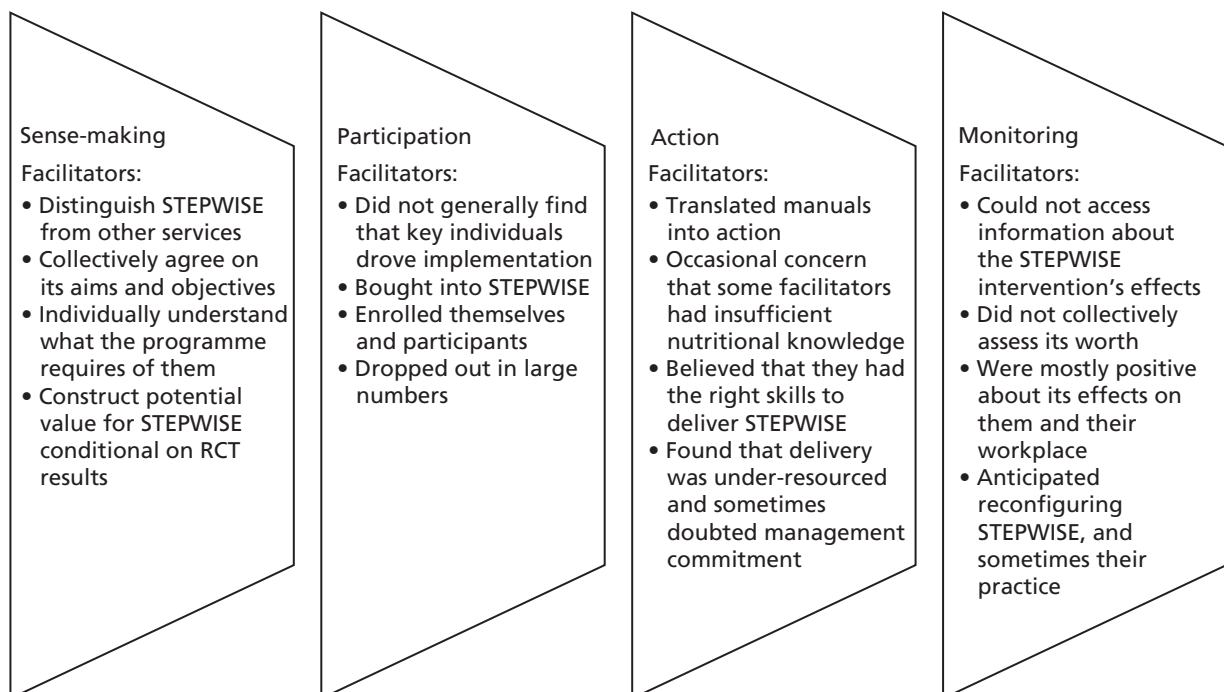 Sense-making
Facilitators:
• Distinguish STEPWISE
from other services
• Collectively agree on
its aims and objectives
• Individually understand
what the programme
requires of them
• Construct potential
value for STEPWISE
conditional on RCT
results
Participation
Facilitators:
• Did not generally find
that key individuals
drove implementation
• Bought into STEPWISE
• Enrolled themselves
and participants
• Dropped out in large
numbers
Action
Facilitators:
• Translated manuals
into action
• Occasional concern
that some facilitators
had insufficient
nutritional knowledge
• Believed that they had
the right skills to
deliver STEPWISE
• Found that delivery
was under-resourced
and sometimes
doubted management
commitment
Monitoring
Facilitators:
• Could not access
information about
the STEPWISE
intervention’s effects
• Did not collectively
assess its worth
• Were mostly positive
about its effects on
them and their
workplace
• Anticipated
reconfiguring
STEPWISE, and
sometimes their
practice